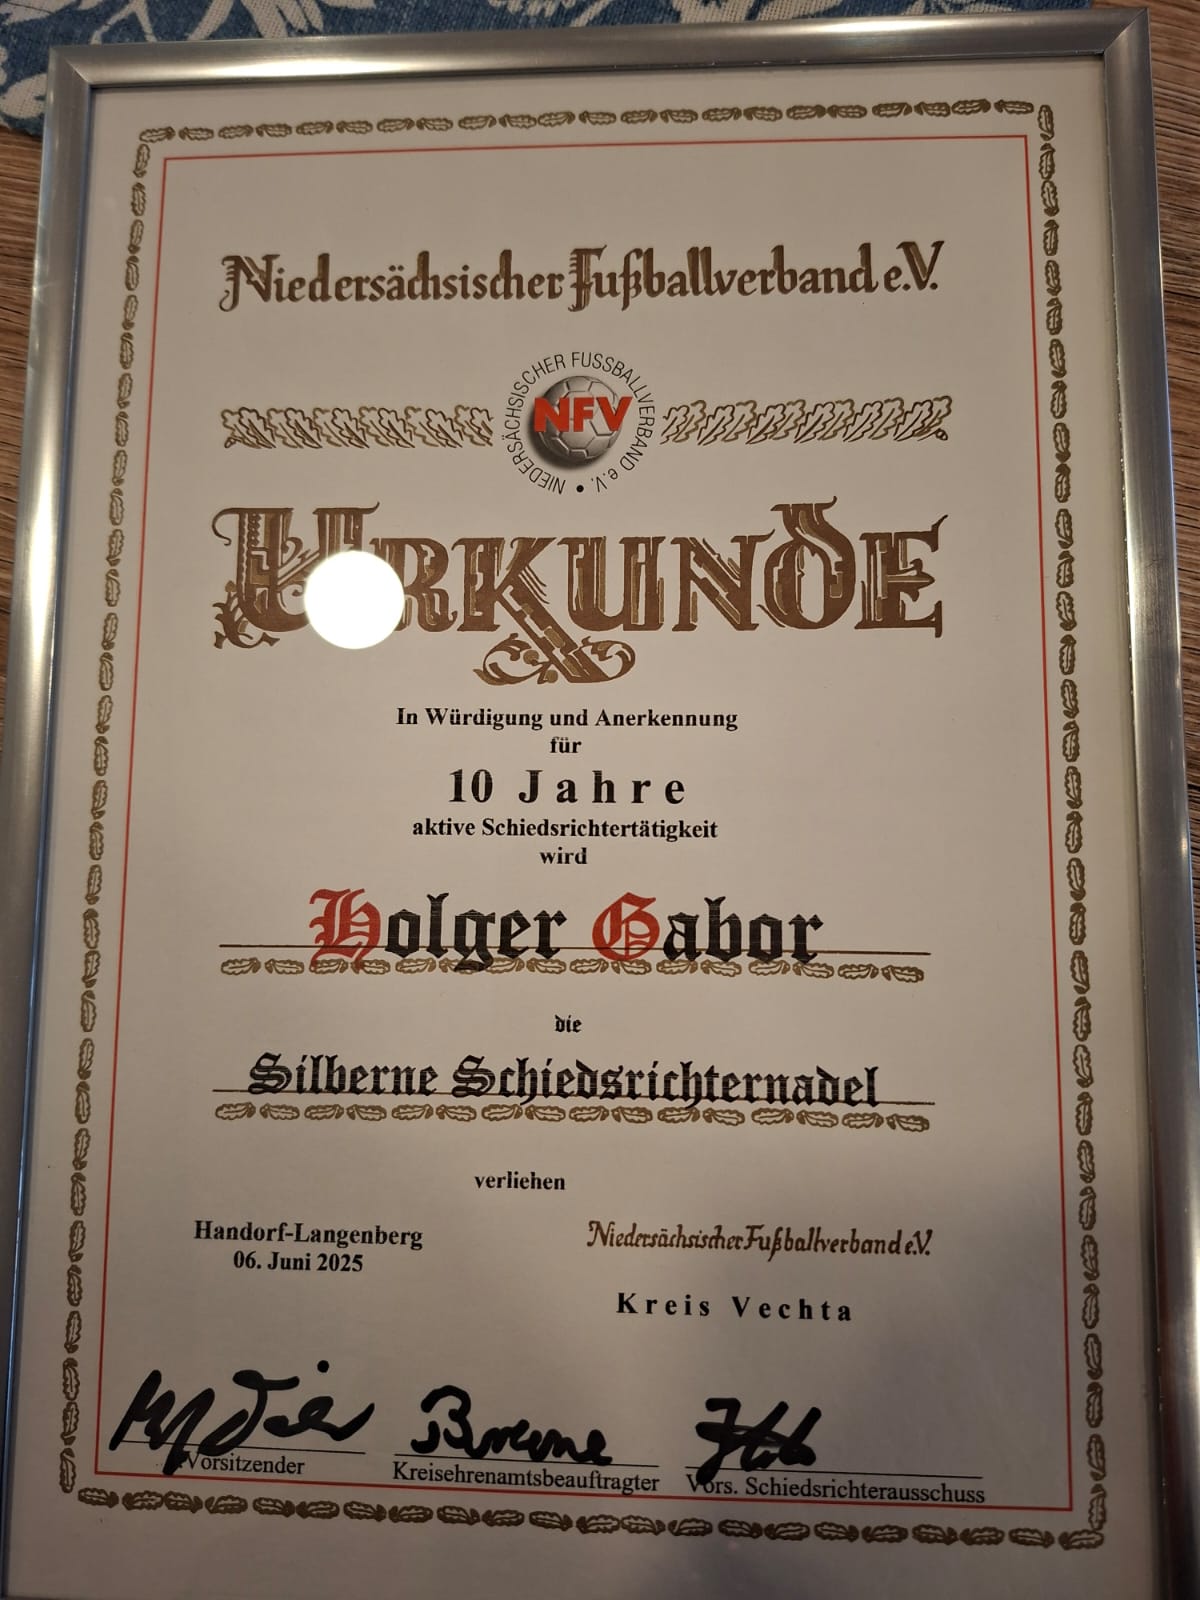 Niedersächsischer Fußballverband e.V.
NIEDERSÄCHSISCHER FUSSBALLVERBAND e.V.
NFV
URKUNDE
In Würdigung und Anerkennung
für
10 Jahre
aktive Schiedsrichtertätigkeit
wird
Holger Gabor
die
Silberne Schiedsrichternadel
verliehen
Handorf-Langenberg
06. Juni 2025
Niedersächsischer Fußballverband e.V.
Kreis Vechta
Vorsitzender
Kreisehrenamtsbeauftragter
Vors. Schiedsrichterausschuss